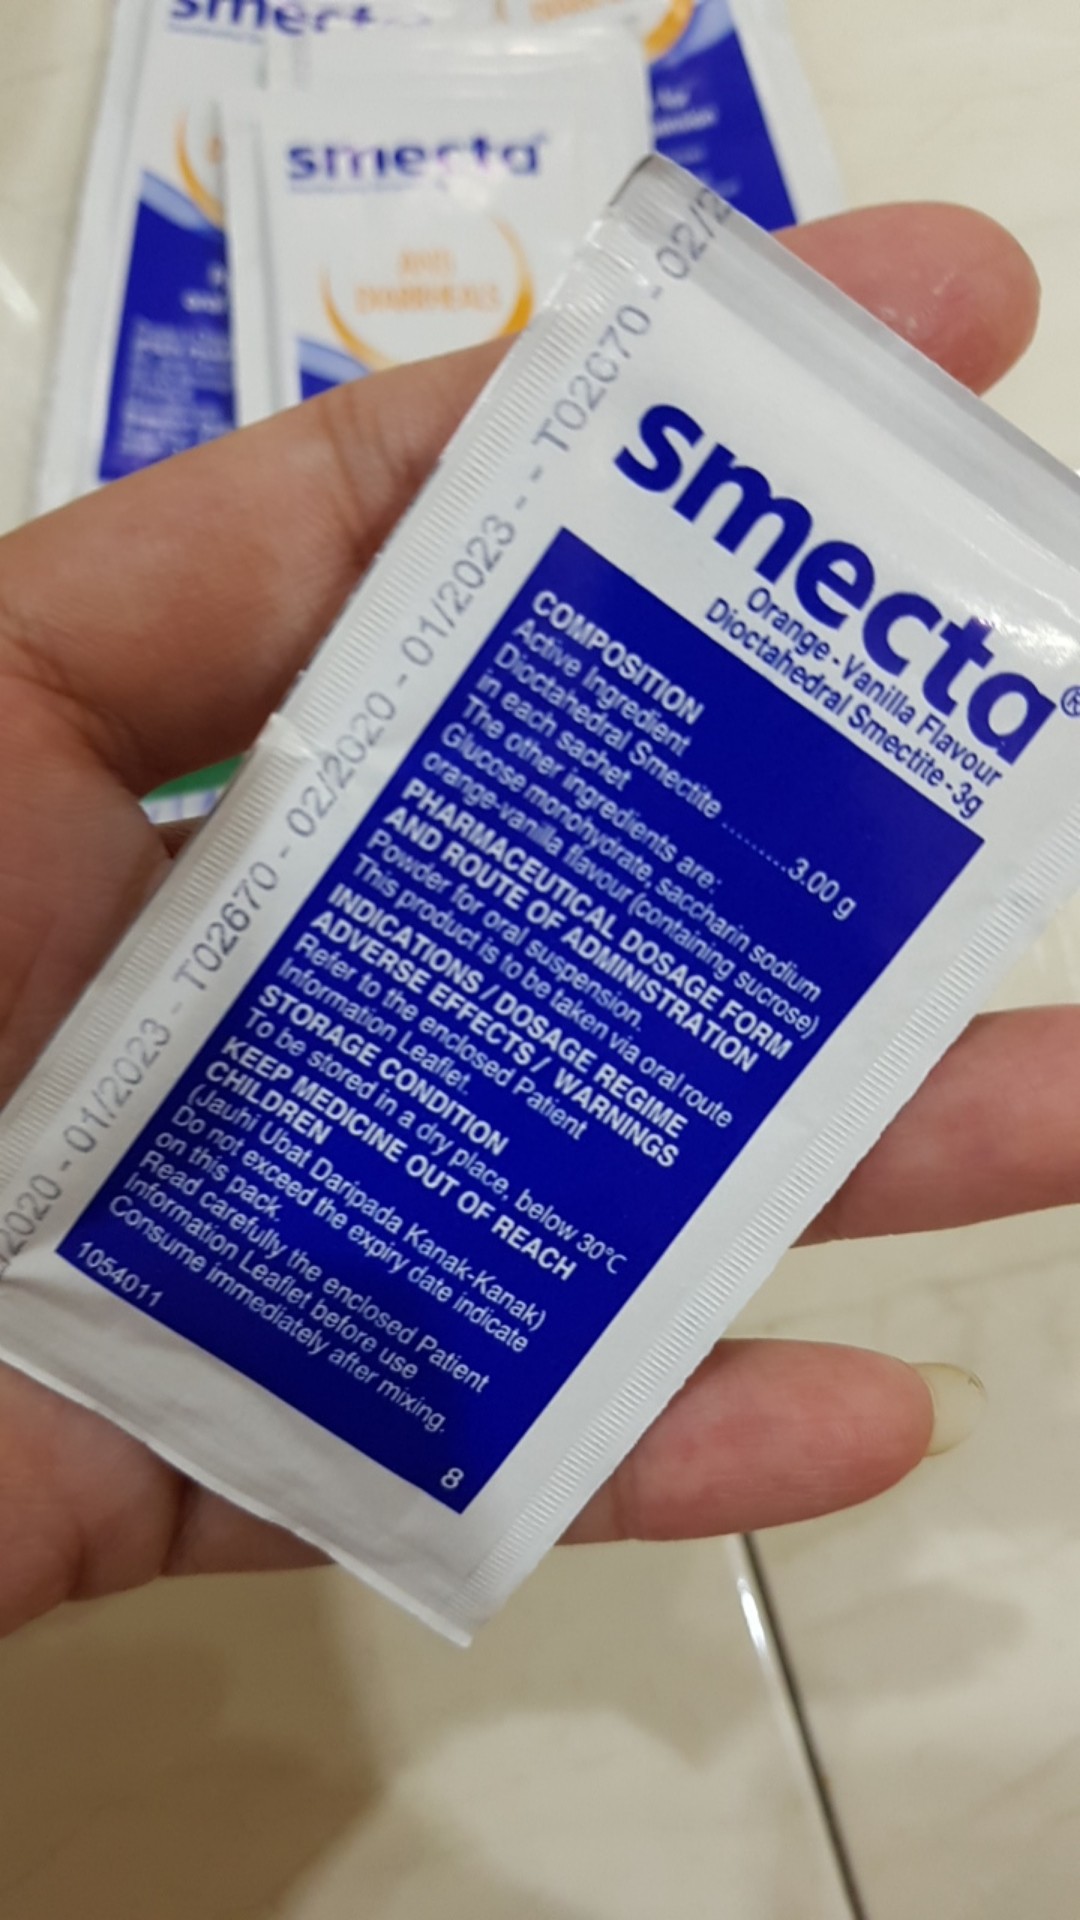 smecta
smecta®
ANTI
DIARRHEALS
2020 - 01/2023 - T02670 - 02/2020 - 01/2023 - - T02670 - 02/2
smecta®
Orange - Vanilla Flavour
Dioctahedral Smectite - 3g
COMPOSITION
Active Ingredient
Dioctahedral Smectite ..........3.00 g
in each sachet
The other ingredients are:
Glucose monohydrate, saccharin sodium
orange-vanilla flavour (containing sucrose)
PHARMACEUTICAL DOSAGE FORM
AND ROUTE OF ADMINISTRATION
Powder for oral suspension.
This product is to be taken via oral route
INDICATIONS / DOSAGE REGIME
ADVERSE EFFECTS / WARNINGS
Refer to the enclosed Patient
Information Leaflet.
STORAGE CONDITION
To be stored in a dry place, below 30°C
KEEP MEDICINE OUT OF REACH
CHILDREN
(Jauhi Ubat Daripada Kanak-Kanak)
Do not exceed the expiry date indicate
on this pack.
Read carefully the enclosed Patient
Information Leaflet before use
Consume immediately after mixing.
1054011
8